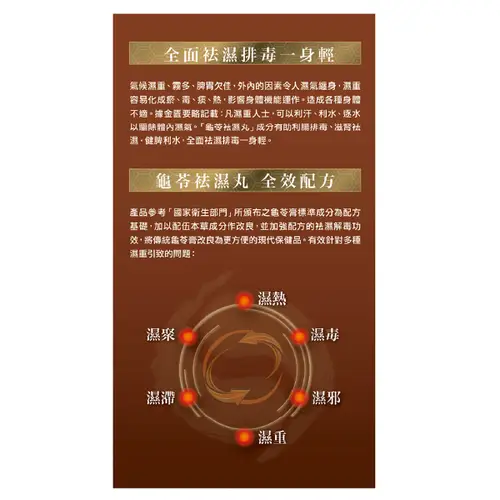 全面祛濕排毒一身輕
氣候濕重、霧多、脾胃欠佳，外內的因素令人濕氣纏身，濕重
容易化成瘀、毒、痰、熱，影響身體機能運作，造成各種身體
不適。據金匱要略記載：凡濕重人士，可以利汗、利水、逐水
以驅除體內濕氣。「龜苓祛濕丸」成分有助利腸排毒、滋腎祛
濕、健脾利水，全面祛濕排毒一身輕。
龜苓祛濕丸 全效配方
產品參考「國家衛生部門」所頒布之龜苓膏標準成分為配方
基礎，加以配伍本草成分作改良，並加強配方的祛濕解毒功
效，將傳統龜苓膏改良為更方便的現代保健品。有效針對多種
濕重引致的問題：
濕熱
濕聚
濕毒
濕滯
濕邪
濕重